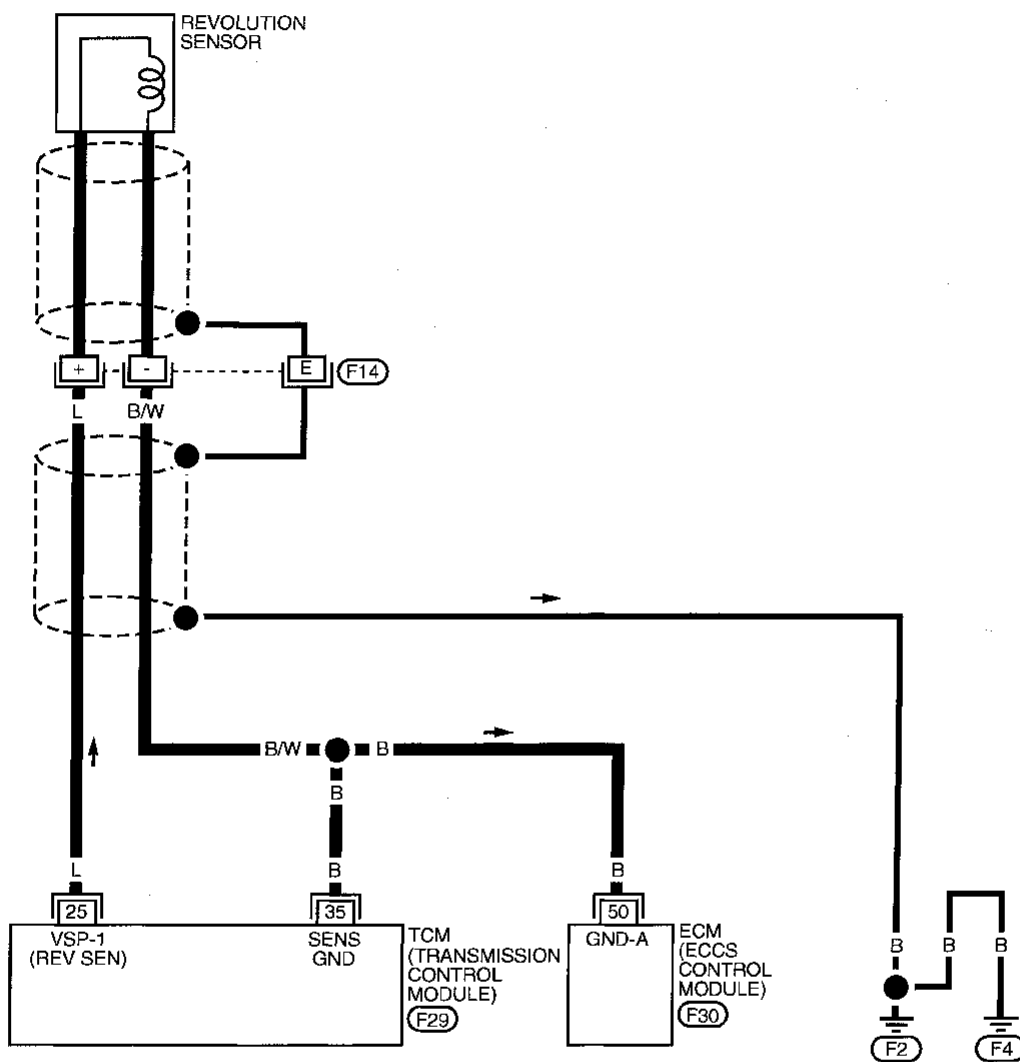 REVOLUTION
SENSOR
+
-
E
F14
L
B/W
B/W
B
B
L
B
B
25
35
50
VSP-1
(REV SEN)
SENS
GND
TCM
(TRANSMISSION
CONTROL
MODULE)
F29
GND-A
ECM
(ECCS
CONTROL
MODULE)
F30
B
B
B
F2
F4